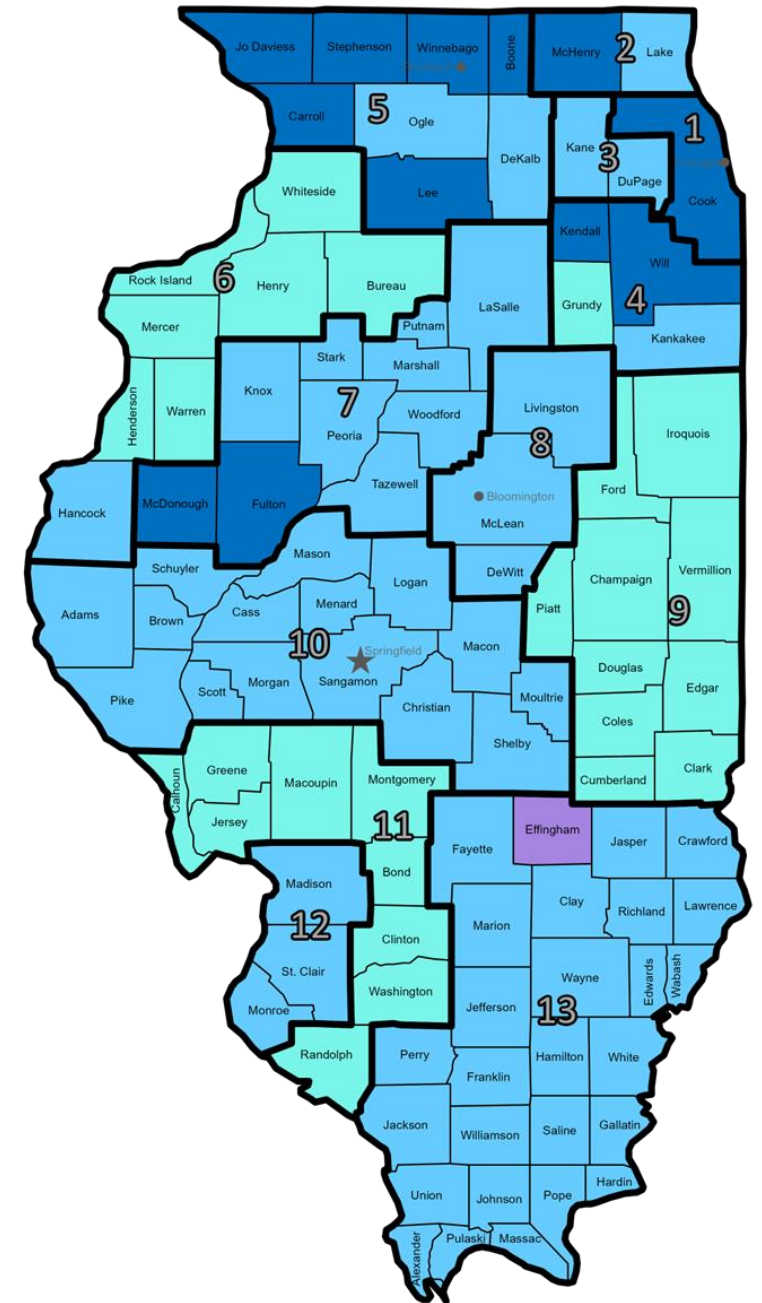 Jo Daviess
Stephenson
Winnebago
Boone
McHenry
2
Lake
Carroll
5
Ogle
DeKalb
Kane
3
DuPage
1
Cook
Lee
Whiteside
Kendall
Will
Rock Island
6
Henry
Bureau
LaSalle
Grundy
4
Mercer
Putnam
Kankakee
Stark
Marshall
Knox
7
Henderson
Warren
Peoria
Woodford
Livingston
8
Iroquois
Tazewell
Ford
Hancock
McDonough
Fulton
Bloomington
McLean
Mason
Schuyler
Logan
DeWitt
Champaign
Vermillion
Adams
Brown
Cass
Menard
Piatt
9
10
Springfield
Macon
Douglas
Pike
Scott
Morgan
Sangamon
Christian
Moultrie
Edgar
Coles
Shelby
Calhoun
Greene
Macoupin
Montgomery
Cumberland
Clark
Jersey
11
Effingham
Fayette
Jasper
Crawford
Madison
Bond
Clay
Richland
Lawrence
12
Marion
Clinton
St. Clair
Wayne
Edwards
Wabash
Washington
Monroe
Jefferson
13
Randolph
Perry
Hamilton
White
Franklin
Jackson
Williamson
Saline
Gallatin
Union
Johnson
Pope
Hardin
Alexander
Pulaski
Massac